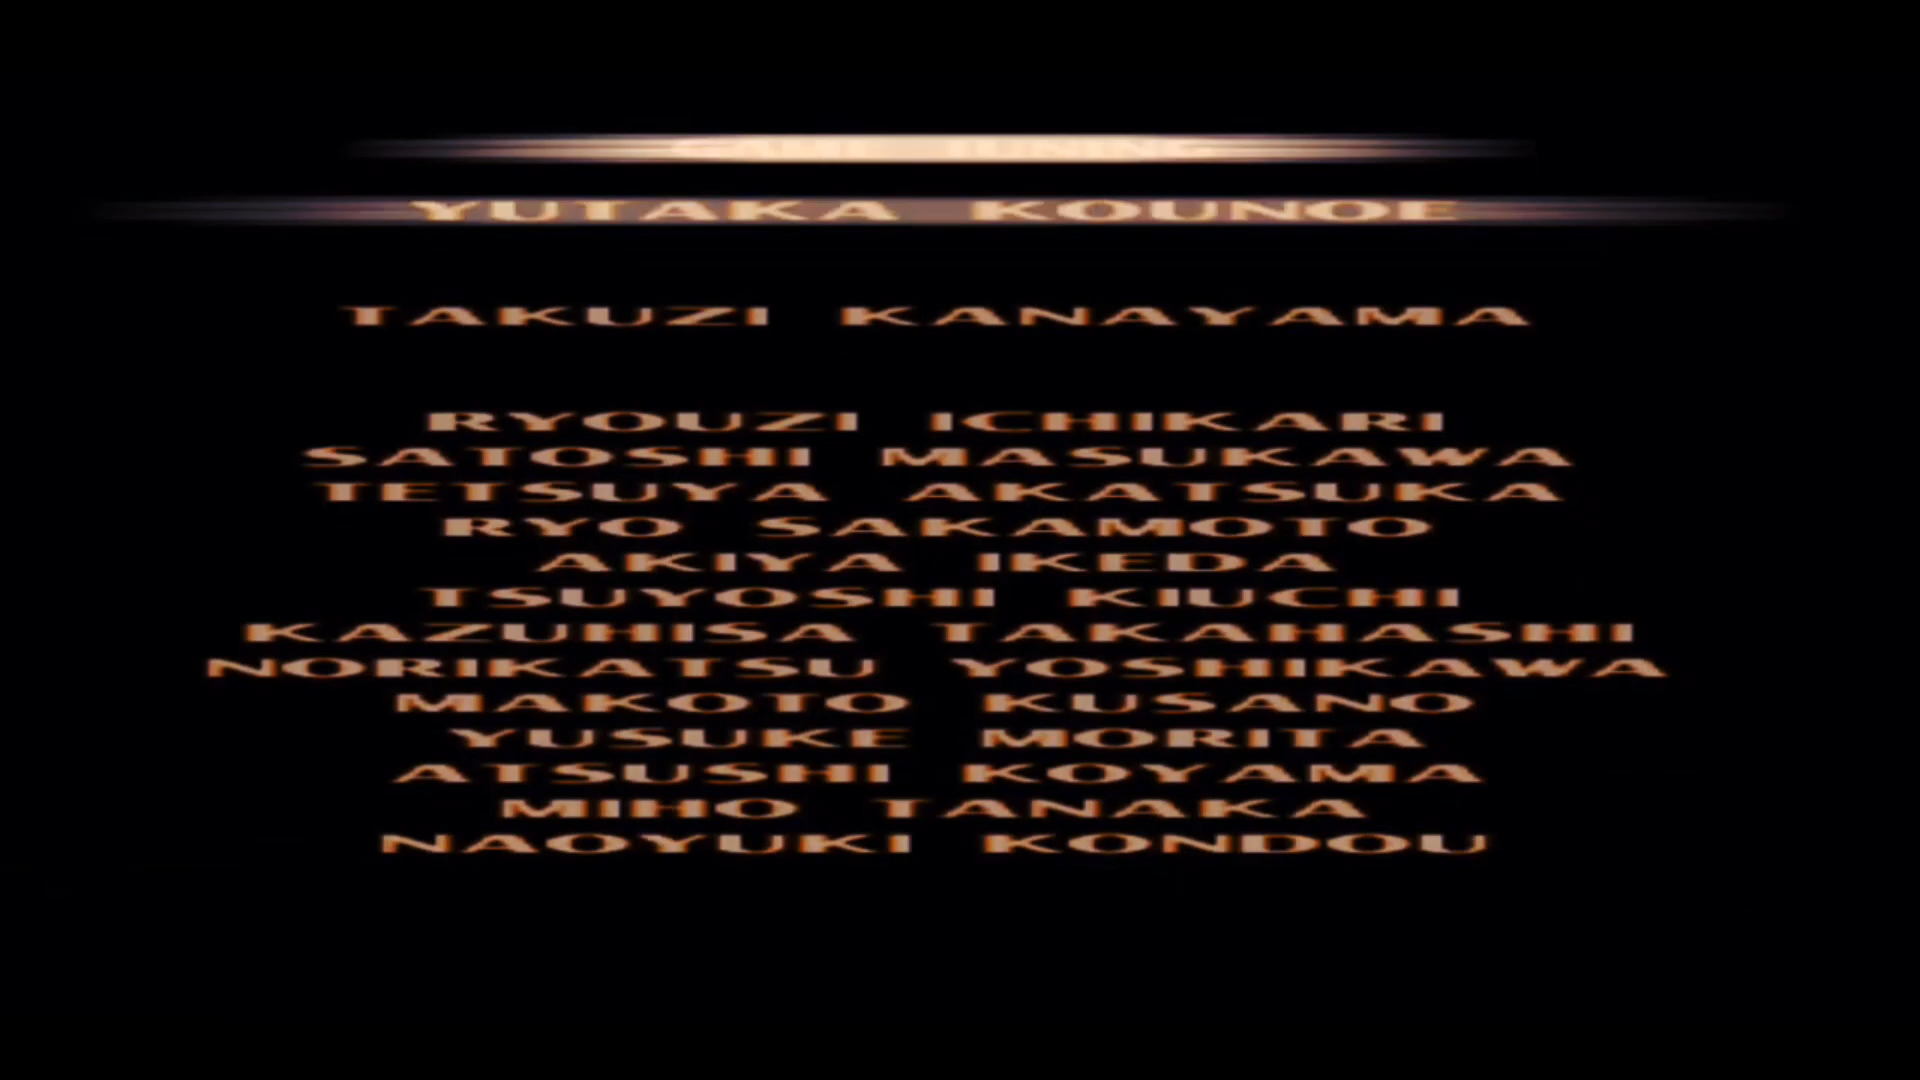 YUTAKA KOUNOE
TAKUZI KANAYAMA
RYOUZI ICHIKARI
SATOSHI MASUKAWA
TETSUYA AKATSUKA
RYO SAKAMOTO
AKIYA IKEDA
TSUYOSHI KIUCHI
KAZUHISA TAKAHASHI
NORIKATSU YOSHIKAWA
MAKOTO KUSANO
YUSUKE MORITA
ATSUSHI KOYAMA
MIHO TANAKA
NAOYUKI KONDOU